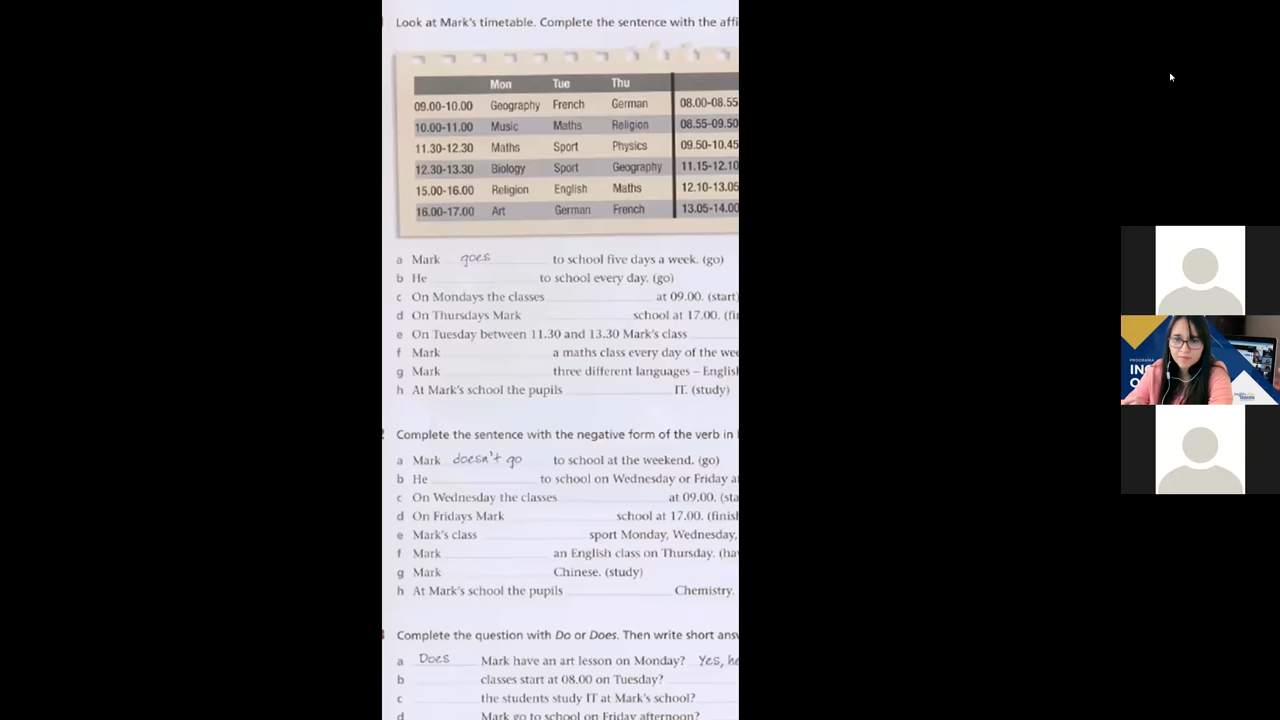 Look at Mark's timetable. Complete the sentence with the affi
Mon Tue Thu
09.00-10.00 Geography French German 08.00-08.55
10.00-11.00 Music Maths Religion 08.55-09.50
11.30-12.30 Maths Sport Physics 09.50-10.45
12.30-13.30 Biology Sport Geography 11.15-12.10
15.00-16.00 Religion English Maths 12.10-13.05
16.00-17.00 Art German French 13.05-14.00
a Mark goes to school five days a week. (go)
b He to school every day. (go)
c On Mondays the classes at 09.00. (start)
d On Thursdays Mark school at 17.00. (fi
e On Tuesday between 11.30 and 13.30 Mark's class
f Mark a maths class every day of the wee
g Mark three different languages – English
h At Mark's school the pupils IT. (study)
2 Complete the sentence with the negative form of the verb in
a Mark doesn't go to school at the weekend. (go)
b He to school on Wednesday or Friday a
c On Wednesday the classes at 09.00. (sta
d On Fridays Mark school at 17.00. (finis
e Mark's class sport Monday, Wednesday,
f Mark an English class on Thursday. (ha
g Mark Chinese. (study)
h At Mark's school the pupils Chemistry.
3 Complete the question with Do or Does. Then write short ans
a Does Mark have an art lesson on Monday? Yes, he
b classes start at 08.00 on Tuesday?
c the students study IT at Mark's school?
d Mark go to school on Friday afternoon?
PROGRAMA